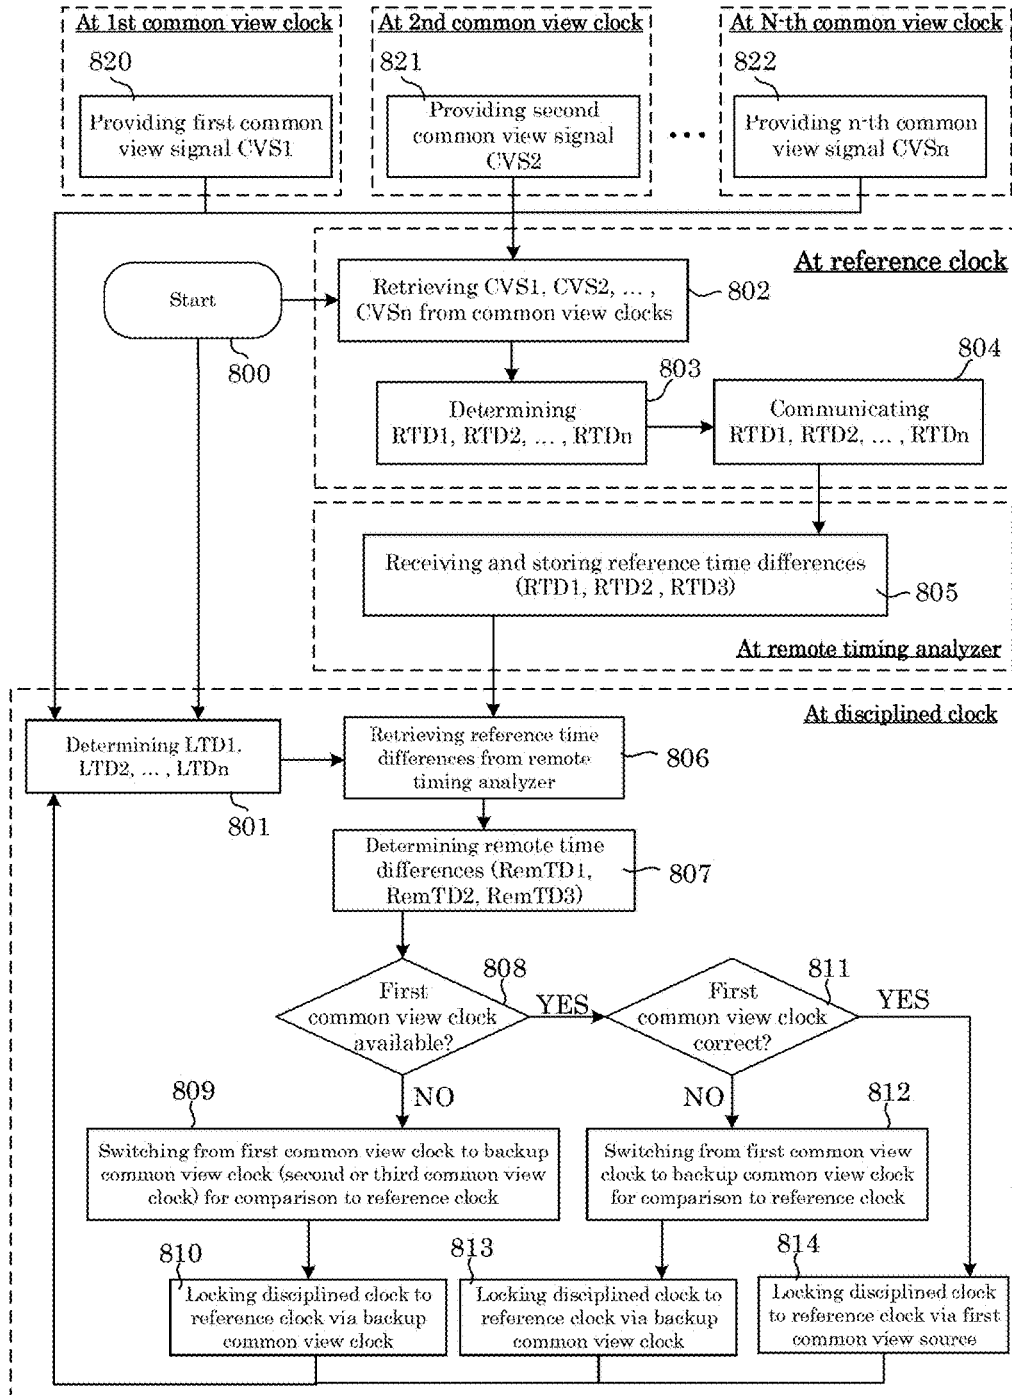 At 1st common view clock
At 2nd common view clock
At N-th common view clock
820
821
822
Providing first common
view signal CVS1
Providing second
common view signal
CVS2
• • •
Providing n-th common
view signal CVSn
At reference clock
Start
800
Retrieving CVS1, CVS2, ... ,
CVSn from common view clocks
802
803
804
Determining
RTD1, RTD2, ... , RTDn
Communicating
RTD1, RTD2, ... , RTDn
Receiving and storing reference time differences
(RTD1, RTD2 , RTD3)
805
At remote timing analyzer
At disciplined clock
Determining LTD1,
LTD2, ... , LTDn
801
Retrieving reference time
differences from remote
timing analyzer
806
Determining remote time
differences (RemTD1,
RemTD2, RemTD3)
807
808
First
common view clock
available?
YES
811
First
common view clock
correct?
YES
NO
NO
809
Switching from first common view clock to backup
common view clock (second or third common view
clock) for comparison to reference clock
812
Switching from first common view
clock to backup common view clock
for comparison to reference clock
810
Locking disciplined clock to
reference clock via backup
common view clock
813
Locking disciplined clock to
reference clock via backup
common view clock
814
Locking disciplined clock
to reference clock via first
common view source